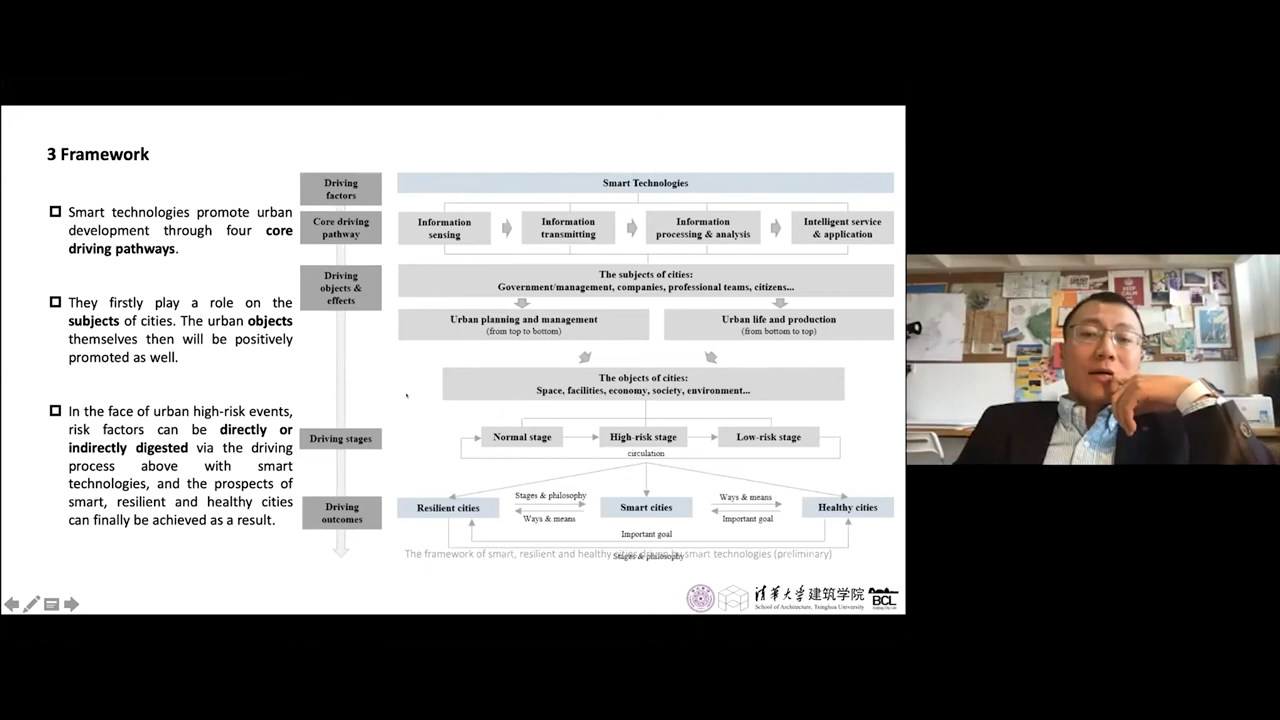 3 Framework
Smart technologies promote urban
development through four core
driving pathways.
They firstly play a role on the
subjects of cities. The urban objects
themselves then will be positively
promoted as well.
In the face of urban high-risk events,
risk factors can be directly or
indirectly digested via the driving
process above with smart
technologies, and the prospects of
smart, resilient and healthy cities
can finally be achieved as a result.
Driving
factors
Smart Technologies
Core driving
pathway
Information
sensing
Information
transmitting
Information
processing & analysis
Intelligent service
& application
Driving
objects &
effects
The subjects of cities:
Government/management, companies, professional teams, citizens...
Urban planning and management
(from top to bottom)
Urban life and production
(from bottom to top)
The objects of cities:
Space, facilities, economy, society, environment...
Driving stages
Normal stage
High-risk stage
Low-risk stage
circulation
Driving
outcomes
Resilient cities
Stages & philosophy
Ways & means
Smart cities
Ways & means
Important goal
Healthy cities
Important goal
Stages & philosophy
The framework of smart, resilient and healthy cities driven by smart technologies (preliminary)
清华大学建筑学院
School of Architecture, Tsinghua University
BCL
KEEP
CALM